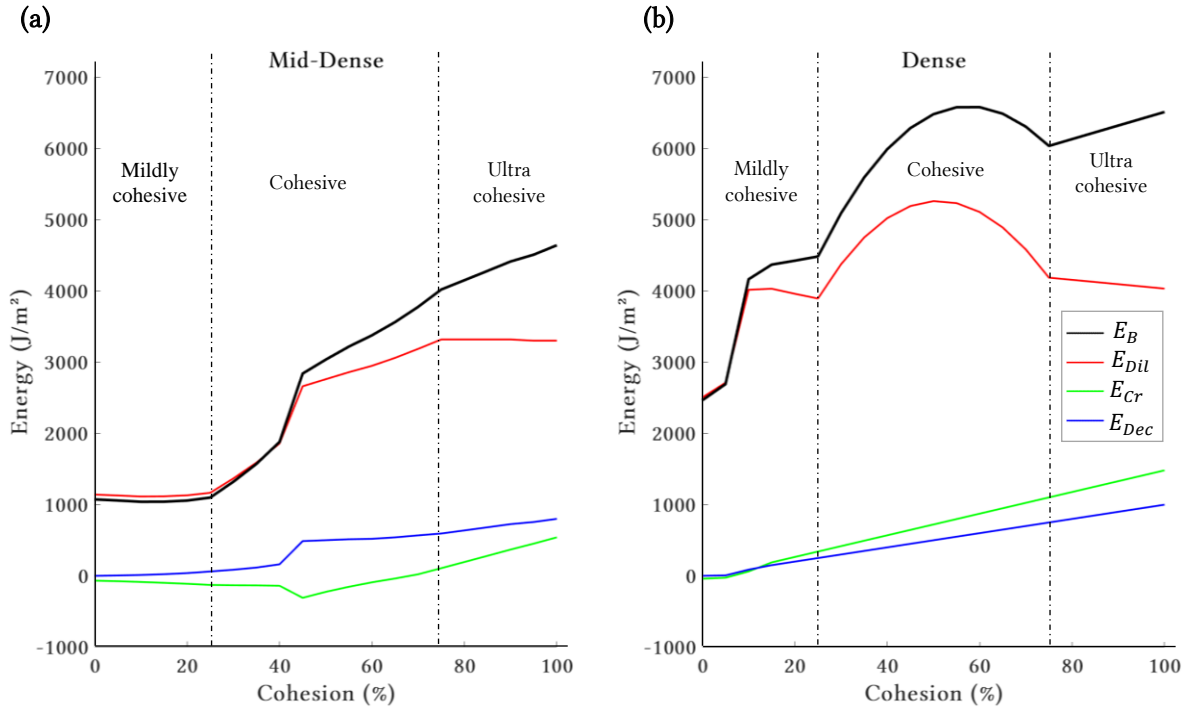 (a)
Mid-Dense
7000
6000
5000
4000
3000
2000
1000
0
-1000
Energy (J/m²)
Mildly
cohesive
Cohesive
Ultra
cohesive
0 20 40 60 80 100
Cohesion (%)
(b)
Dense
7000
6000
5000
4000
3000
2000
1000
0
-1000
Energy (J/m²)
Mildly
cohesive
Cohesive
Ultra
cohesive
E_B
E_Dil
E_Cr
E_Dec
0 20 40 60 80 100
Cohesion (%)